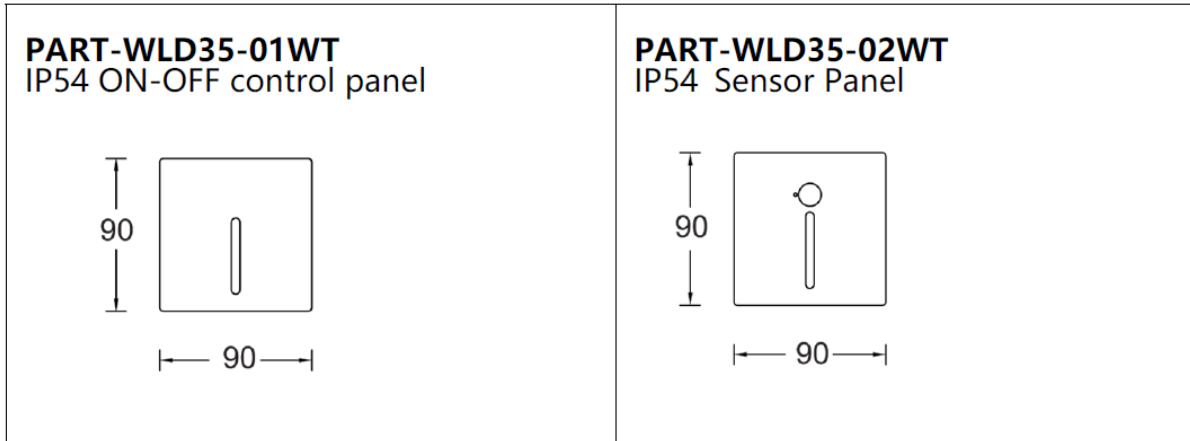 PART-WLD35-01WT
IP54 ON-OFF control panel
90
90
PART-WLD35-02WT
IP54  Sensor Panel
90
90